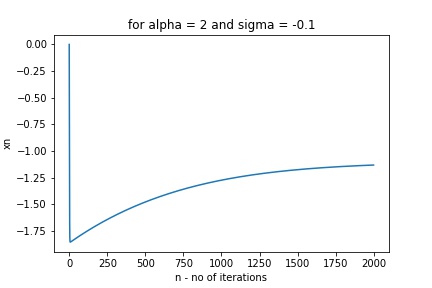 for alpha = 2 and sigma = -0.1
0.00
−0.25
−0.50
−0.75
−1.00
−1.25
−1.50
−1.75
xn
0 250 500 750 1000 1250 1500 1750 2000
n - no of iterations